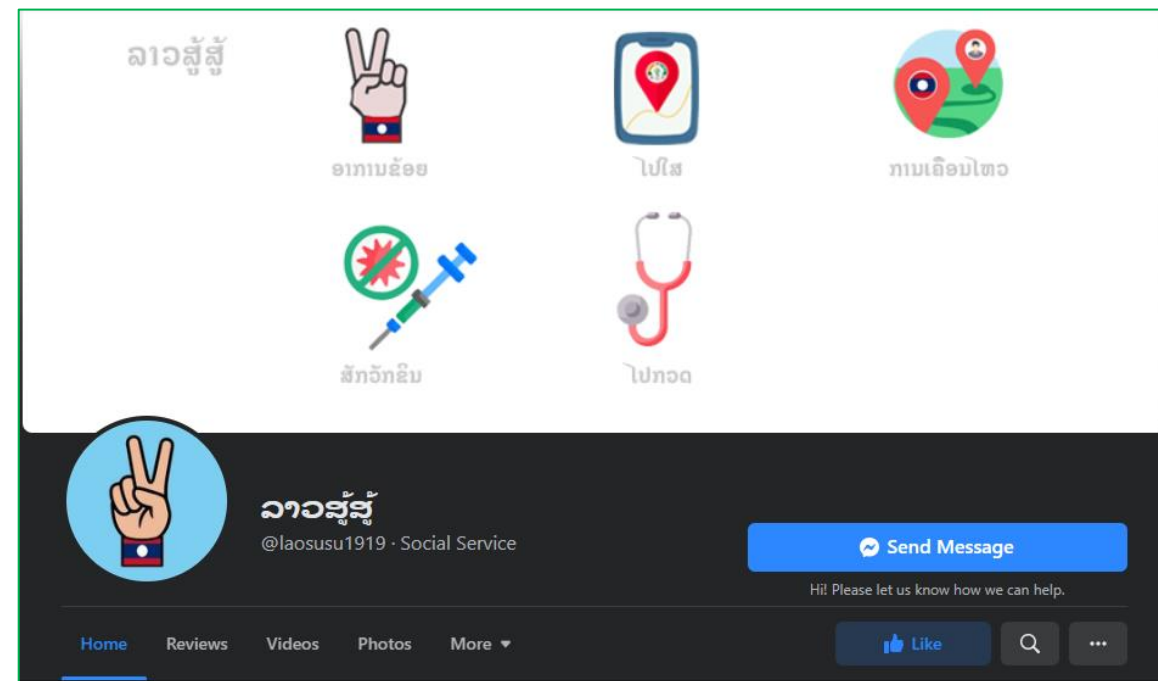 ລາວສູ້ສູ້
ອາການຂ້ອຍ
ໄປໃສ
ການເຄື່ອນໄຫວ
ສັກວັກຊິນ
ໄປກວດ
ລາວສູ້ສູ້
@laosusu1919 · Social Service
Send Message
Hi! Please let us know how we can help.
Home Reviews Videos Photos More
Like